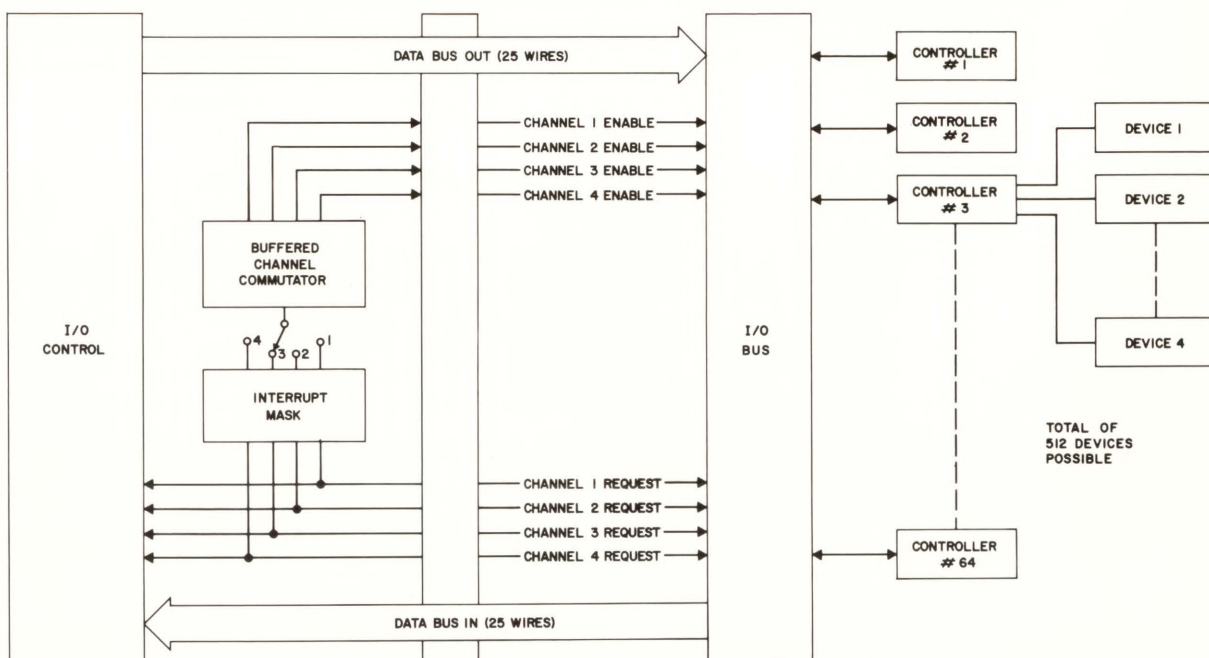 DATA BUS OUT (25 WIRES)
CONTROLLER
#1
CHANNEL 1 ENABLE
CHANNEL 2 ENABLE
CHANNEL 3 ENABLE
CHANNEL 4 ENABLE
CONTROLLER
#2
DEVICE 1
CONTROLLER
#3
DEVICE 2
BUFFERED
CHANNEL
COMMUTATOR
I/O
CONTROL
4
3
2
1
I/O
BUS
DEVICE 4
INTERRUPT
MASK
TOTAL OF
512 DEVICES
POSSIBLE
CHANNEL 1 REQUEST
CHANNEL 2 REQUEST
CHANNEL 3 REQUEST
CHANNEL 4 REQUEST
CONTROLLER
#64
DATA BUS IN (25 WIRES)